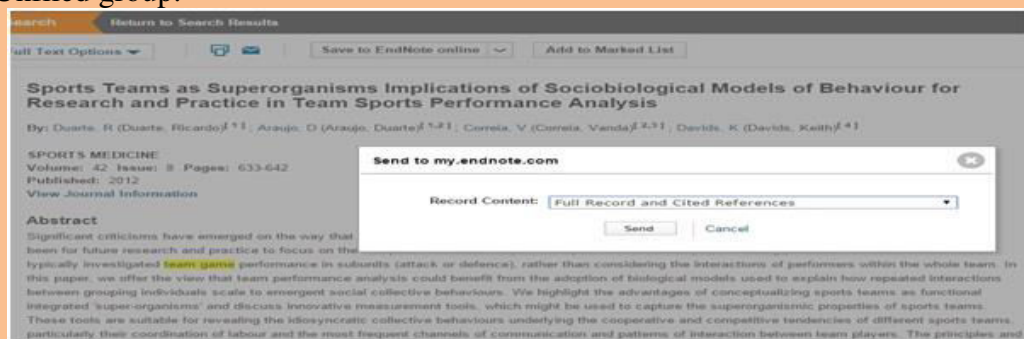 Unified group.
Search Return to Search Results
Full Text Options Save to EndNote online Add to Marked List
Sports Teams as Superorganisms Implications of Sociobiological Models of Behaviour for
Research and Practice in Team Sports Performance Analysis
By: Duarte, R (Duarte, Ricardo)[ 1 ] ; Araujo, D (Araujo, Duarte)[ 1,2 ] ; Correia, V (Correia, Vanda)[ 2,3 ] ; Davids, K (Davids, Keith)[ 4 ]
SPORTS MEDICINE
Volume: 42 Issue: 8 Pages: 633-642
Published: 2012
View Journal Information
Send to my.endnote.com
Record Content: Full Record and Cited References
Send Cancel
Abstract
Significant criticisms have emerged on the way that
been for future research and practice to focus on the
typically investigated team game performance in subunits (attack or defence), rather than considering the interactions of performers within the whole team. In
this paper, we offer the view that team performance analysis could benefit from the adoption of biological models used to explain how repeated interactions
between grouping individuals scale to emergent social collective behaviours. We highlight the advantages of conceptualizing sports teams as functional
integrated 'super-organisms' and discuss innovative measurement tools, which might be used to capture the superorganismic properties of sports teams.
These tools are suitable for revealing the idiosyncratic collective behaviours underlying the cooperative and competitive tendencies of different sports teams,
particularly their coordination of labour and the most frequent channels of communication and patterns of interaction between team players. The principles and